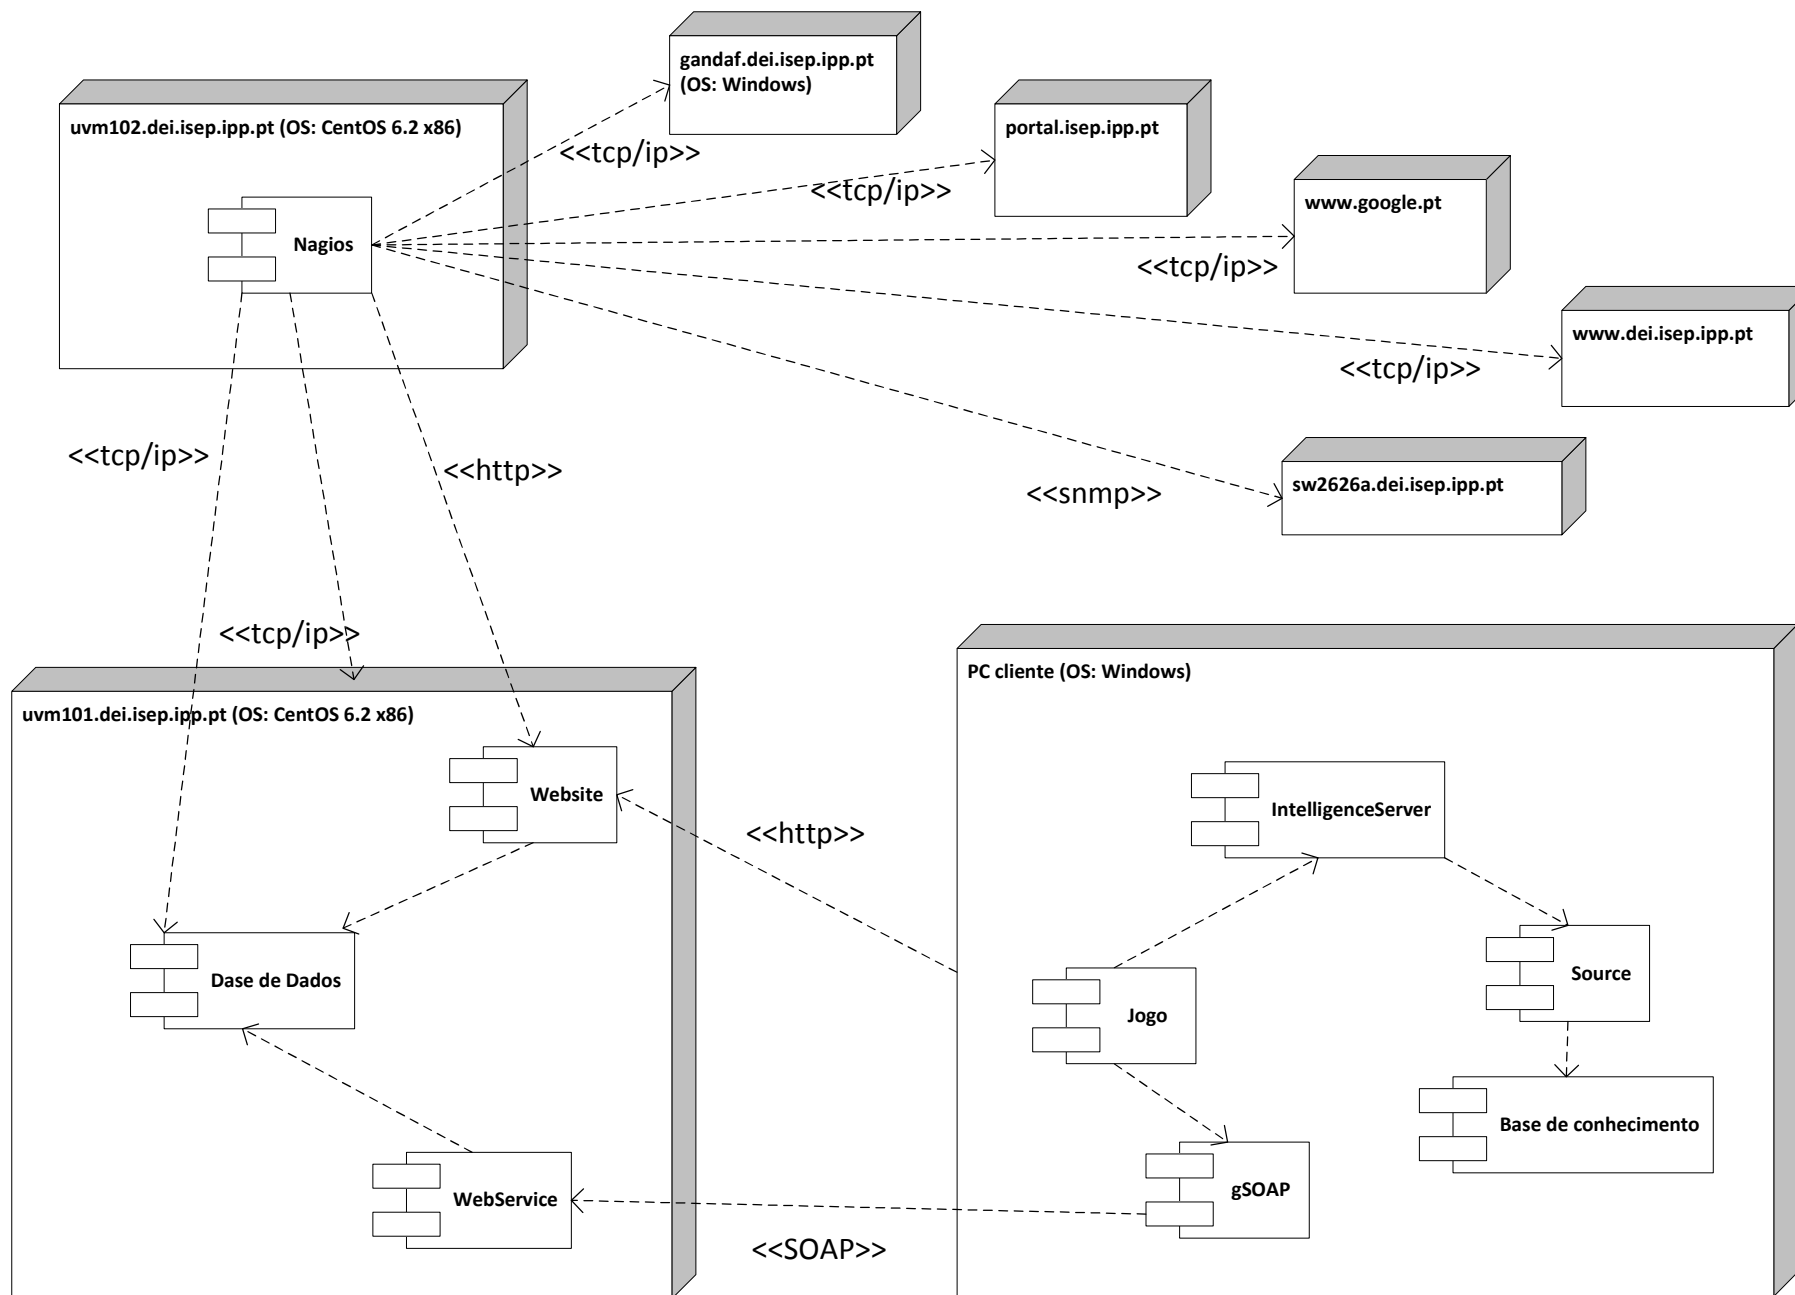 gandaf.dei.isep.ipp.pt
(OS: Windows)
uvm102.dei.isep.ipp.pt (OS: CentOS 6.2 x86)
portal.isep.ipp.pt
<<tcp/ip>>
<<tcp/ip>>
www.google.pt
Nagios
<<tcp/ip>>
www.dei.isep.ipp.pt
<<tcp/ip>>
<<tcp/ip>>
<<http>>
<<snmp>>
sw2626a.dei.isep.ipp.pt
<<tcp/ip>>
PC cliente (OS: Windows)
uvm101.dei.isep.ipp.pt (OS: CentOS 6.2 x86)
Website
<<http>>
IntelligenceServer
Dase de Dados
Source
Jogo
Base de conhecimento
WebService
gSOAP
<<SOAP>>